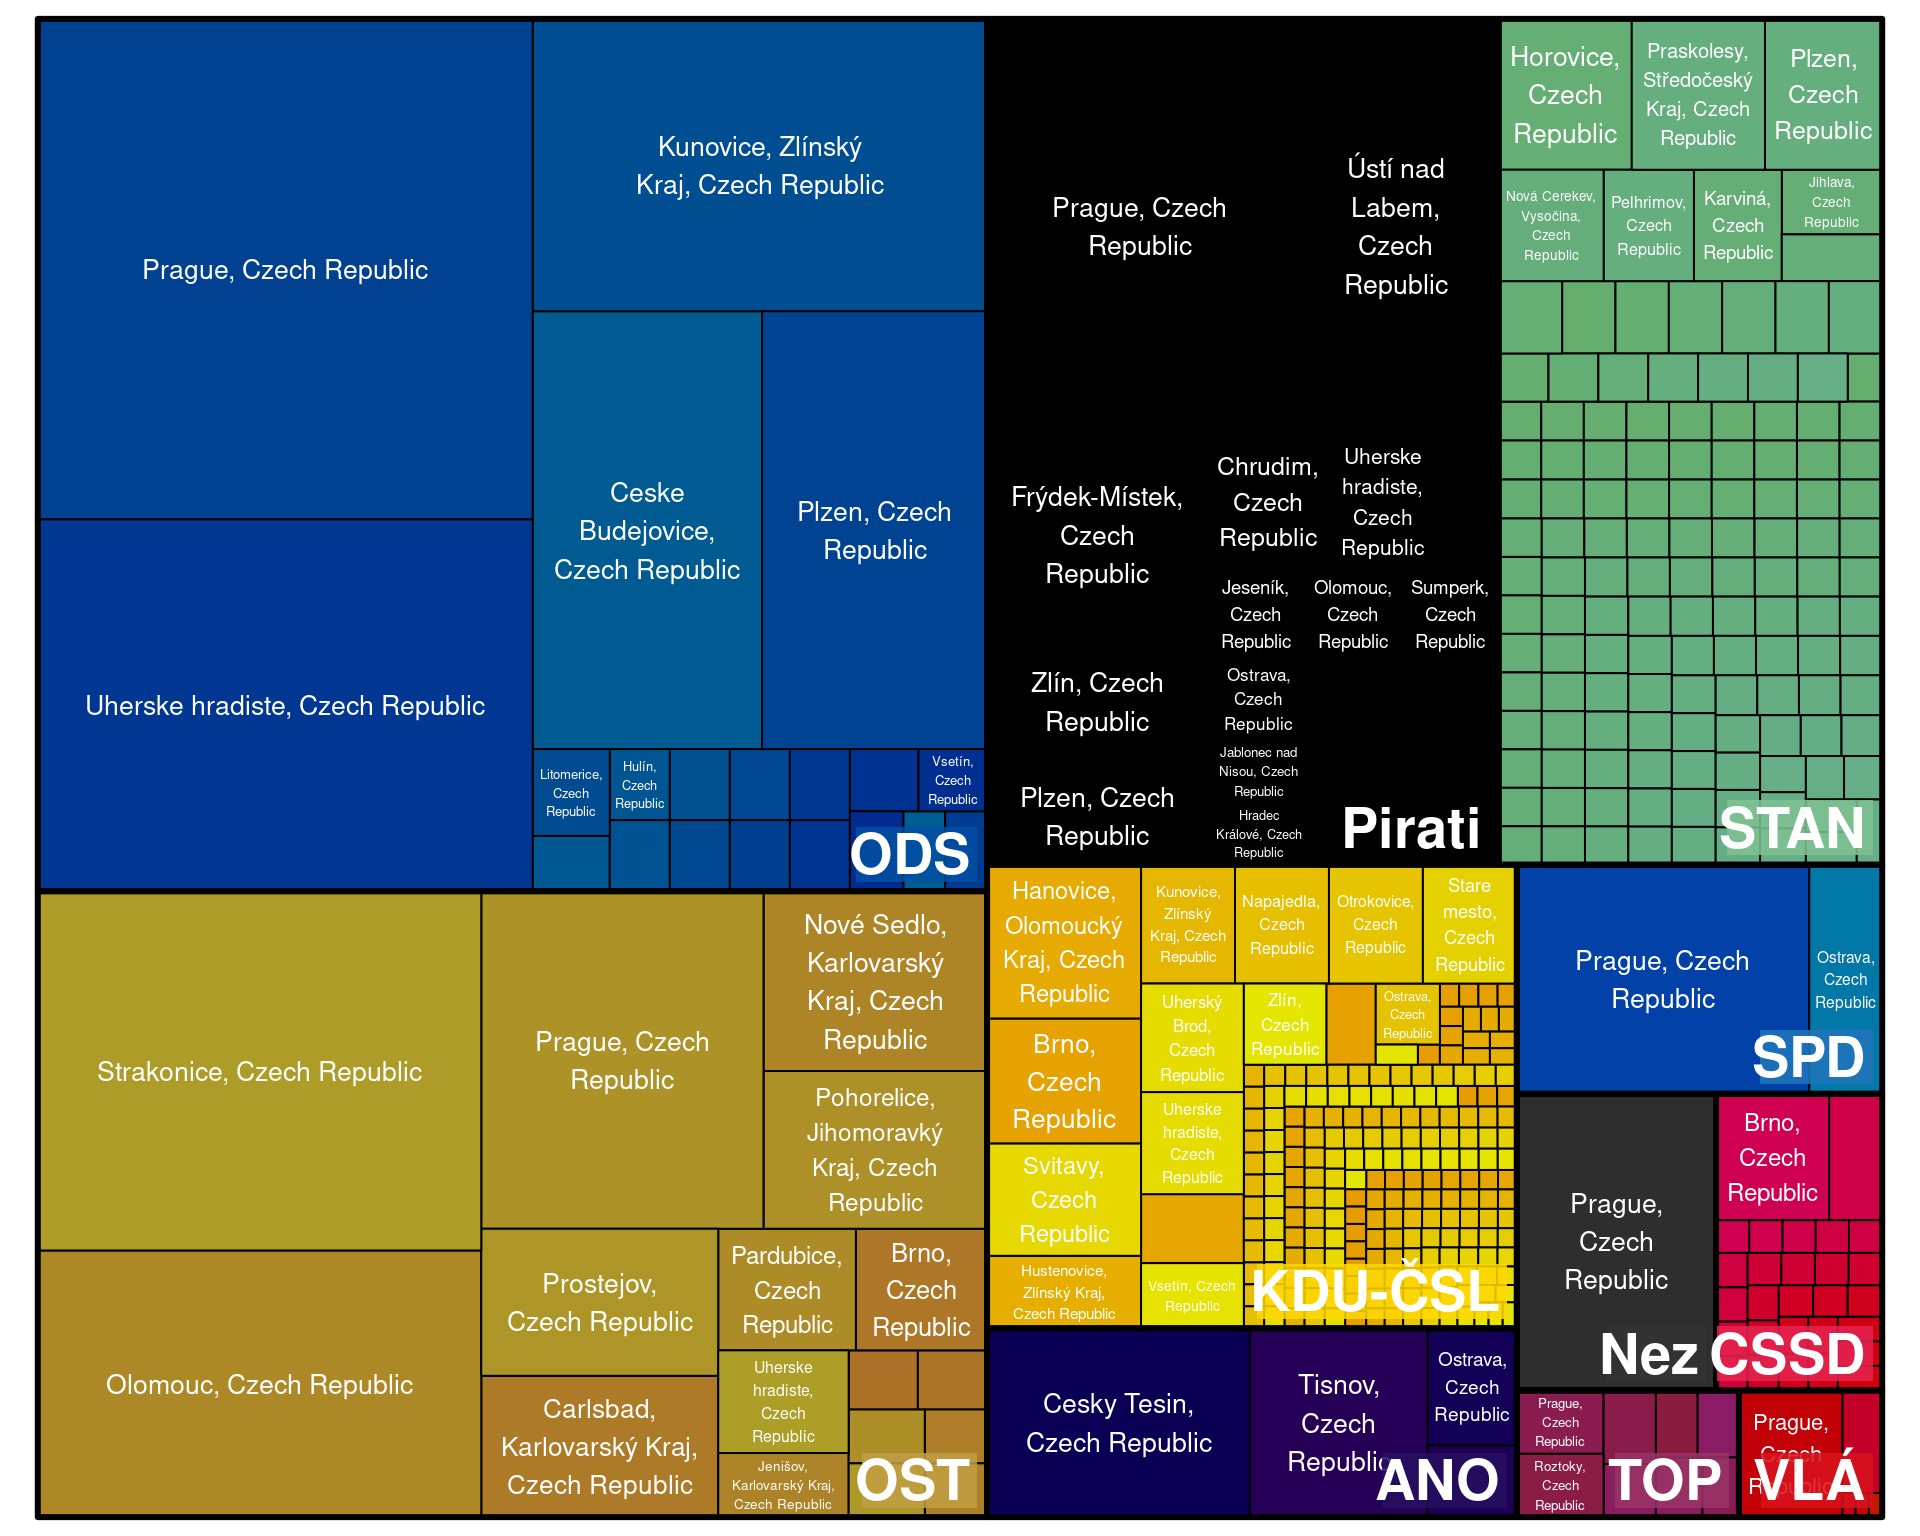 Prague, Czech Republic
Uherske hradiste, Czech Republic
Kunovice, Zlínský
Kraj, Czech Republic
Ceske
Budejovice,
Czech Republic
Plzen, Czech
Republic
Litomerice,
Czech
Republic
Hulín,
Czech
Republic
Vsetín,
Czech
Republic
ODS
Prague, Czech
Republic
Ústí nad
Labem,
Czech
Republic
Frýdek-Místek,
Czech
Republic
Chrudim,
Czech
Republic
Uherske
hradiste,
Czech
Republic
Jeseník,
Czech
Republic
Olomouc,
Czech
Republic
Sumperk,
Czech
Republic
Zlín, Czech
Republic
Ostrava,
Czech
Republic
Jablonec nad
Nisou, Czech
Republic
Plzen, Czech
Republic
Hradec
Králové, Czech
Republic
Pirati
Horovice,
Czech
Republic
Praskolesy,
Středočeský
Kraj, Czech
Republic
Plzen,
Czech
Republic
Nová Cerekev,
Vysočina,
Czech
Republic
Pelhrimov,
Czech
Republic
Karviná,
Czech
Republic
Jihlava,
Czech
Republic
STAN
Strakonice, Czech Republic
Olomouc, Czech Republic
Prague, Czech
Republic
Nové Sedlo,
Karlovarský
Kraj, Czech
Republic
Pohorelice,
Jihomoravký
Kraj, Czech
Republic
Prostejov,
Czech Republic
Carlsbad,
Karlovarský Kraj,
Czech Republic
Pardubice,
Czech
Republic
Brno,
Czech
Republic
Uherske
hradiste,
Czech
Republic
Jenišov,
Karlovarský Kraj,
Czech Republic
OST
Hanovice,
Olomoucký
Kraj, Czech
Republic
Brno,
Czech
Republic
Svitavy,
Czech
Republic
Hustenovice,
Zlínský Kraj,
Czech Republic
Kunovice,
Zlínský
Kraj, Czech
Republic
Napajedla,
Czech
Republic
Otrokovice,
Czech
Republic
Stare
mesto,
Czech
Republic
Uherský
Brod,
Czech
Republic
Zlín,
Czech
Republic
Ostrava,
Czech
Republic
Uherske
hradiste,
Czech
Republic
Vsetín, Czech
Republic
KDU-ČSL
Cesky Tesin,
Czech Republic
Tisnov,
Czech
Republic
Ostrava,
Czech
Republic
ANO
Prague, Czech
Republic
Ostrava,
Czech
Republic
SPD
Prague,
Czech
Republic
Nez
Brno,
Czech
Republic
CSSD
Prague,
Czech
Republic
Roztoky,
Czech
Republic
TOP
Prague,
Czech
Republic
VLÁ